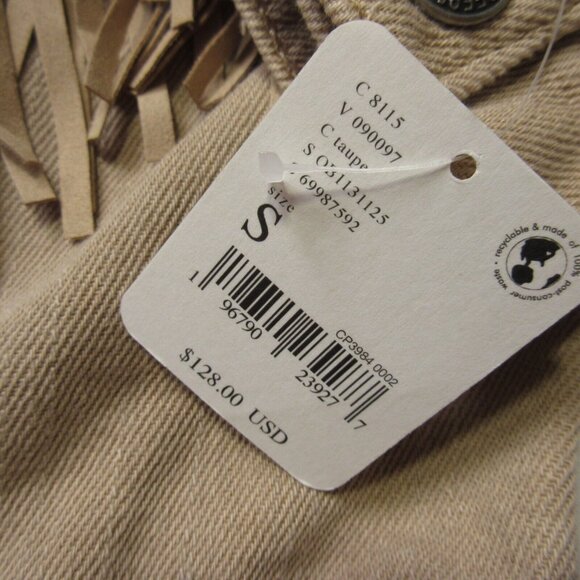 C 8115
V 090097
C taupe
S OB1131125
69987592
size
S
CP3984 0002
1 96790 23927 7
$128.00 USD
recyclable & made of 100% post-consumer waste